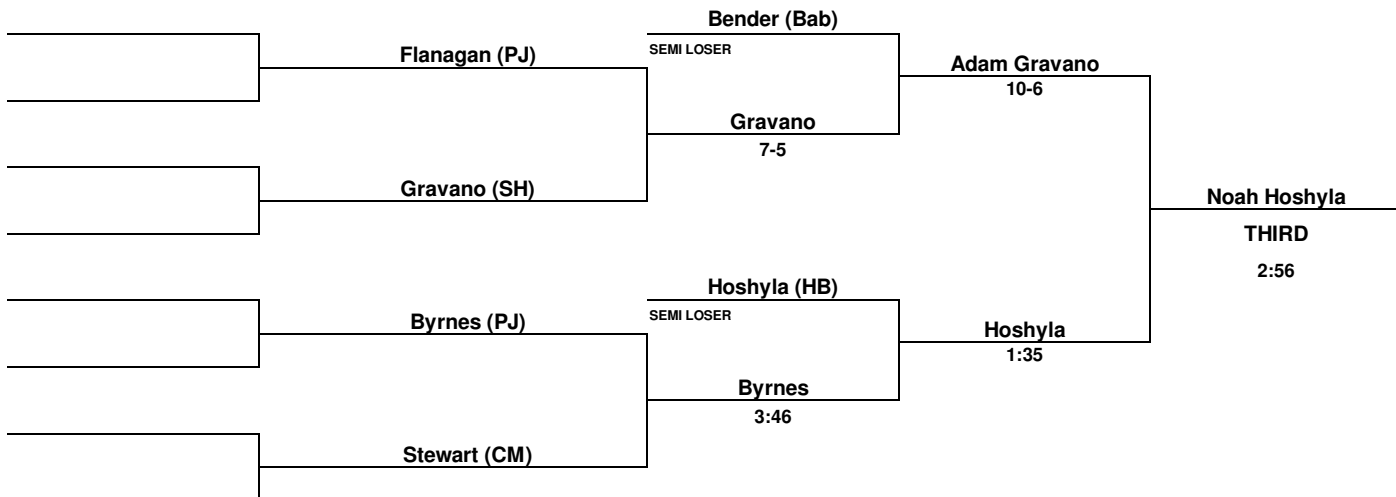 Bender (Bab)
Flanagan (PJ)
SEMI LOSER
Adam Gravano
10-6
Gravano
7-5
Gravano (SH)
Noah Hoshyla
THIRD
2:56
Hoshyla (HB)
SEMI LOSER
Byrnes (PJ)
Hoshyla
1:35
Byrnes
3:46
Stewart (CM)